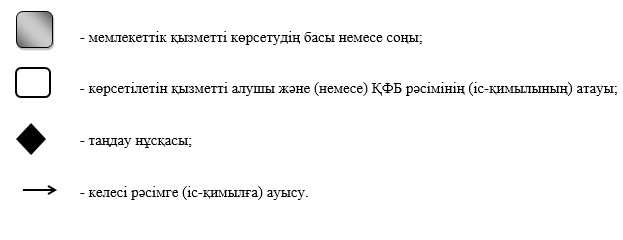 - мемлекеттік қызметті көрсетудің басы немесе соңы;
- көрсетілетін қызметті алушы және (немесе) ҚФБ рәсімінің (іс-қимылының) атауы;
- таңдау нұсқасы;
- келесі рәсімге (іс-қимылға) ауысу.